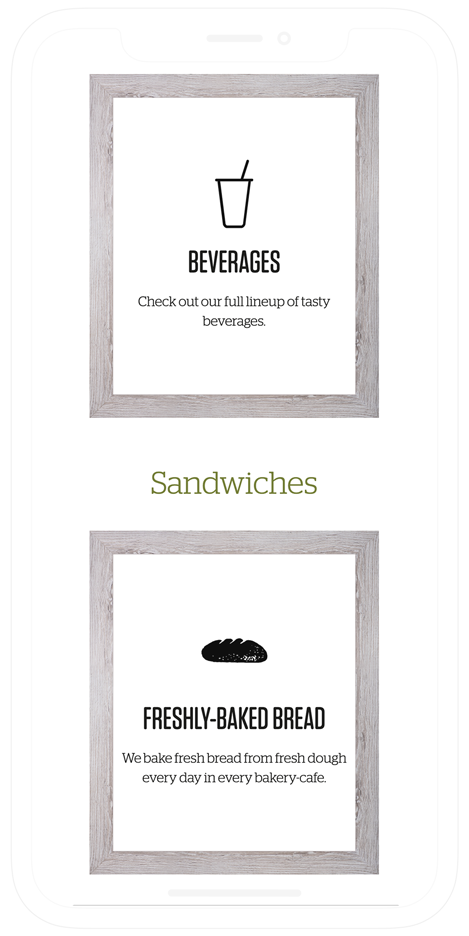 BEVERAGES
Check out our full lineup of tasty
beverages.
Sandwiches
FRESHLY-BAKED BREAD
We bake fresh bread from fresh dough
every day in every bakery-cafe.